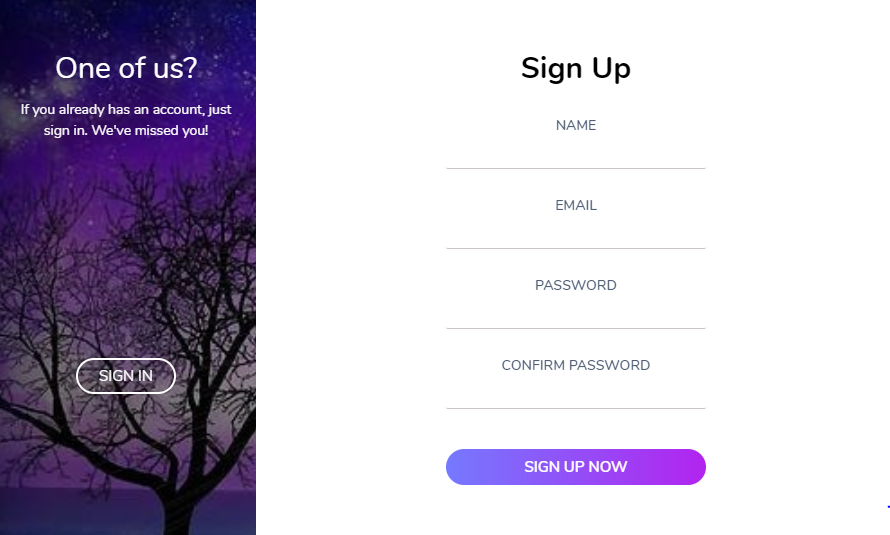 One of us?
If you already has an account, just
sign in. We've missed you!
SIGN IN
Sign Up
NAME
EMAIL
PASSWORD
CONFIRM PASSWORD
SIGN UP NOW